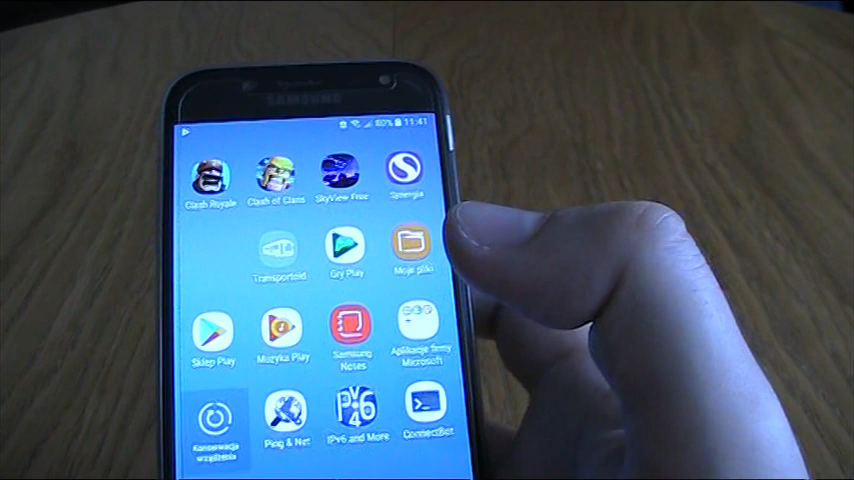 SAMSUNG
100% 11:41
Clash Royale
Clash of Clans
SkyView Free
Synergia
Transportoid
Gry Play
Moje pliki
Sklep Play
Muzyka Play
Samsung
Notes
Aplikacje firmy
Microsoft
Konserwacja
urządzenia
Ping & Net
IPv6 and More
ConnectBot